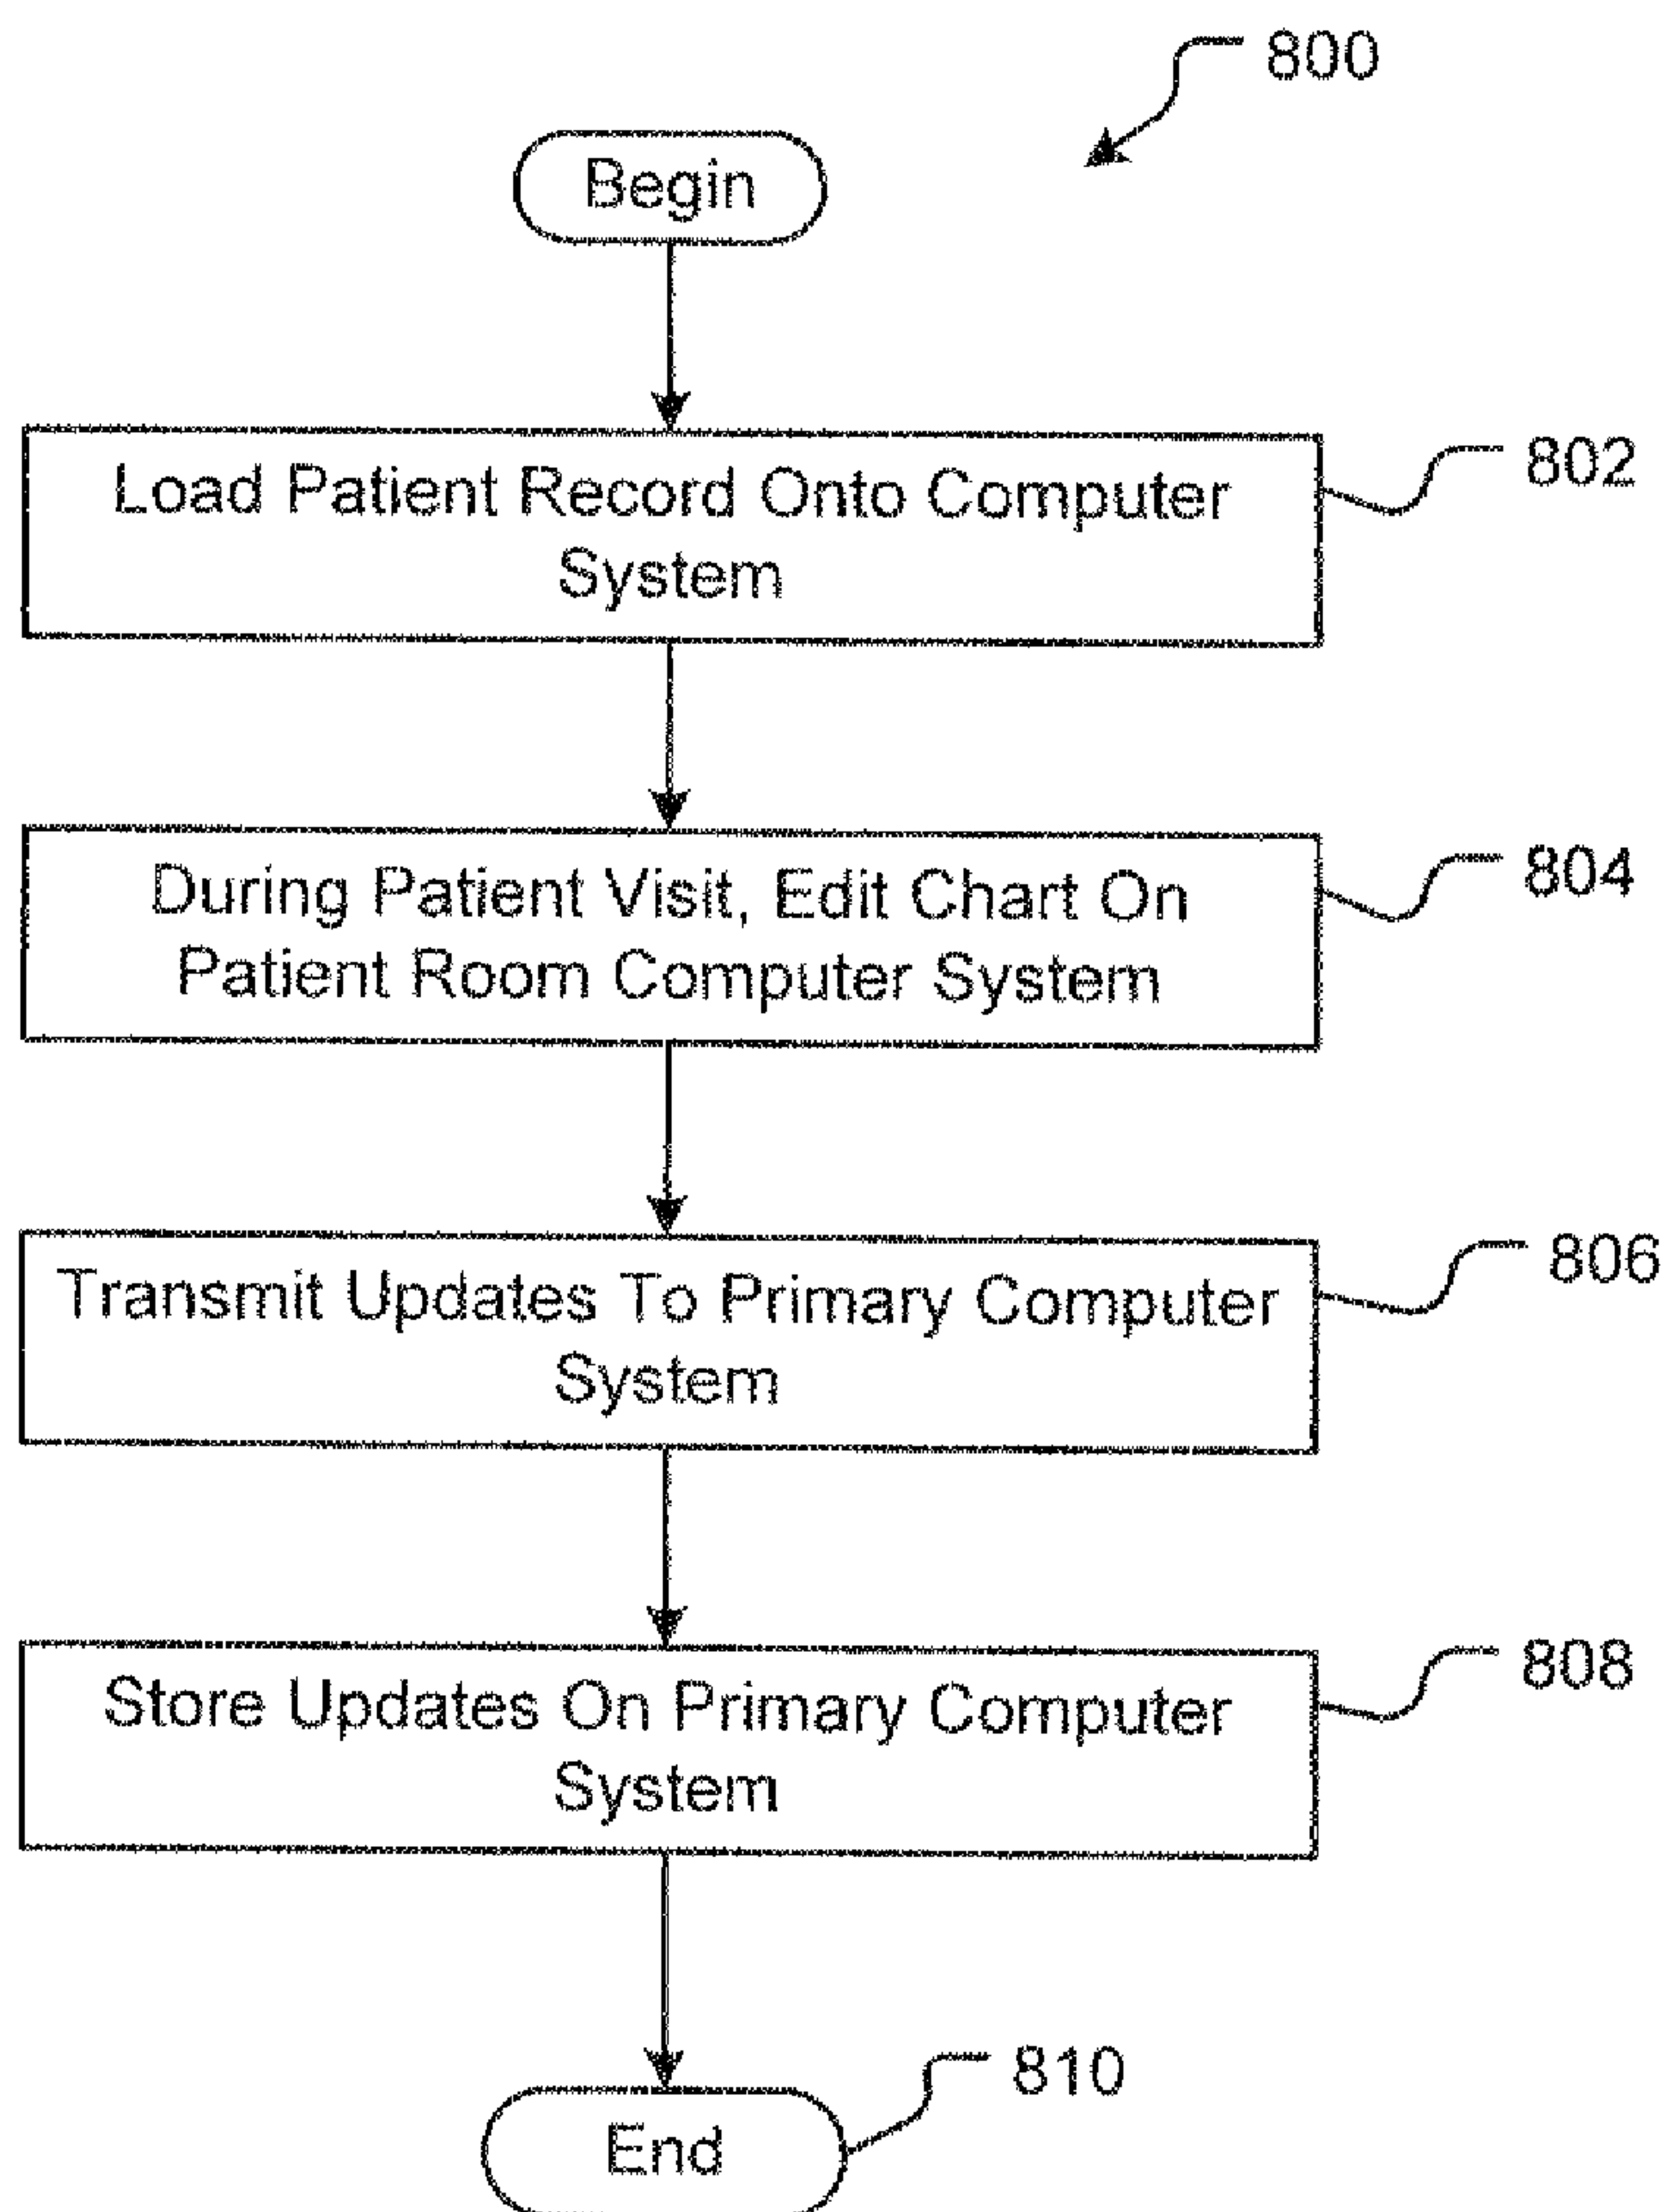 800
Begin
Load Patient Record Onto Computer
System
802
During Patient Visit, Edit Chart On
Patient Room Computer System
804
Transmit Updates To Primary Computer
System
806
Store Updates On Primary Computer
System
808
End
810